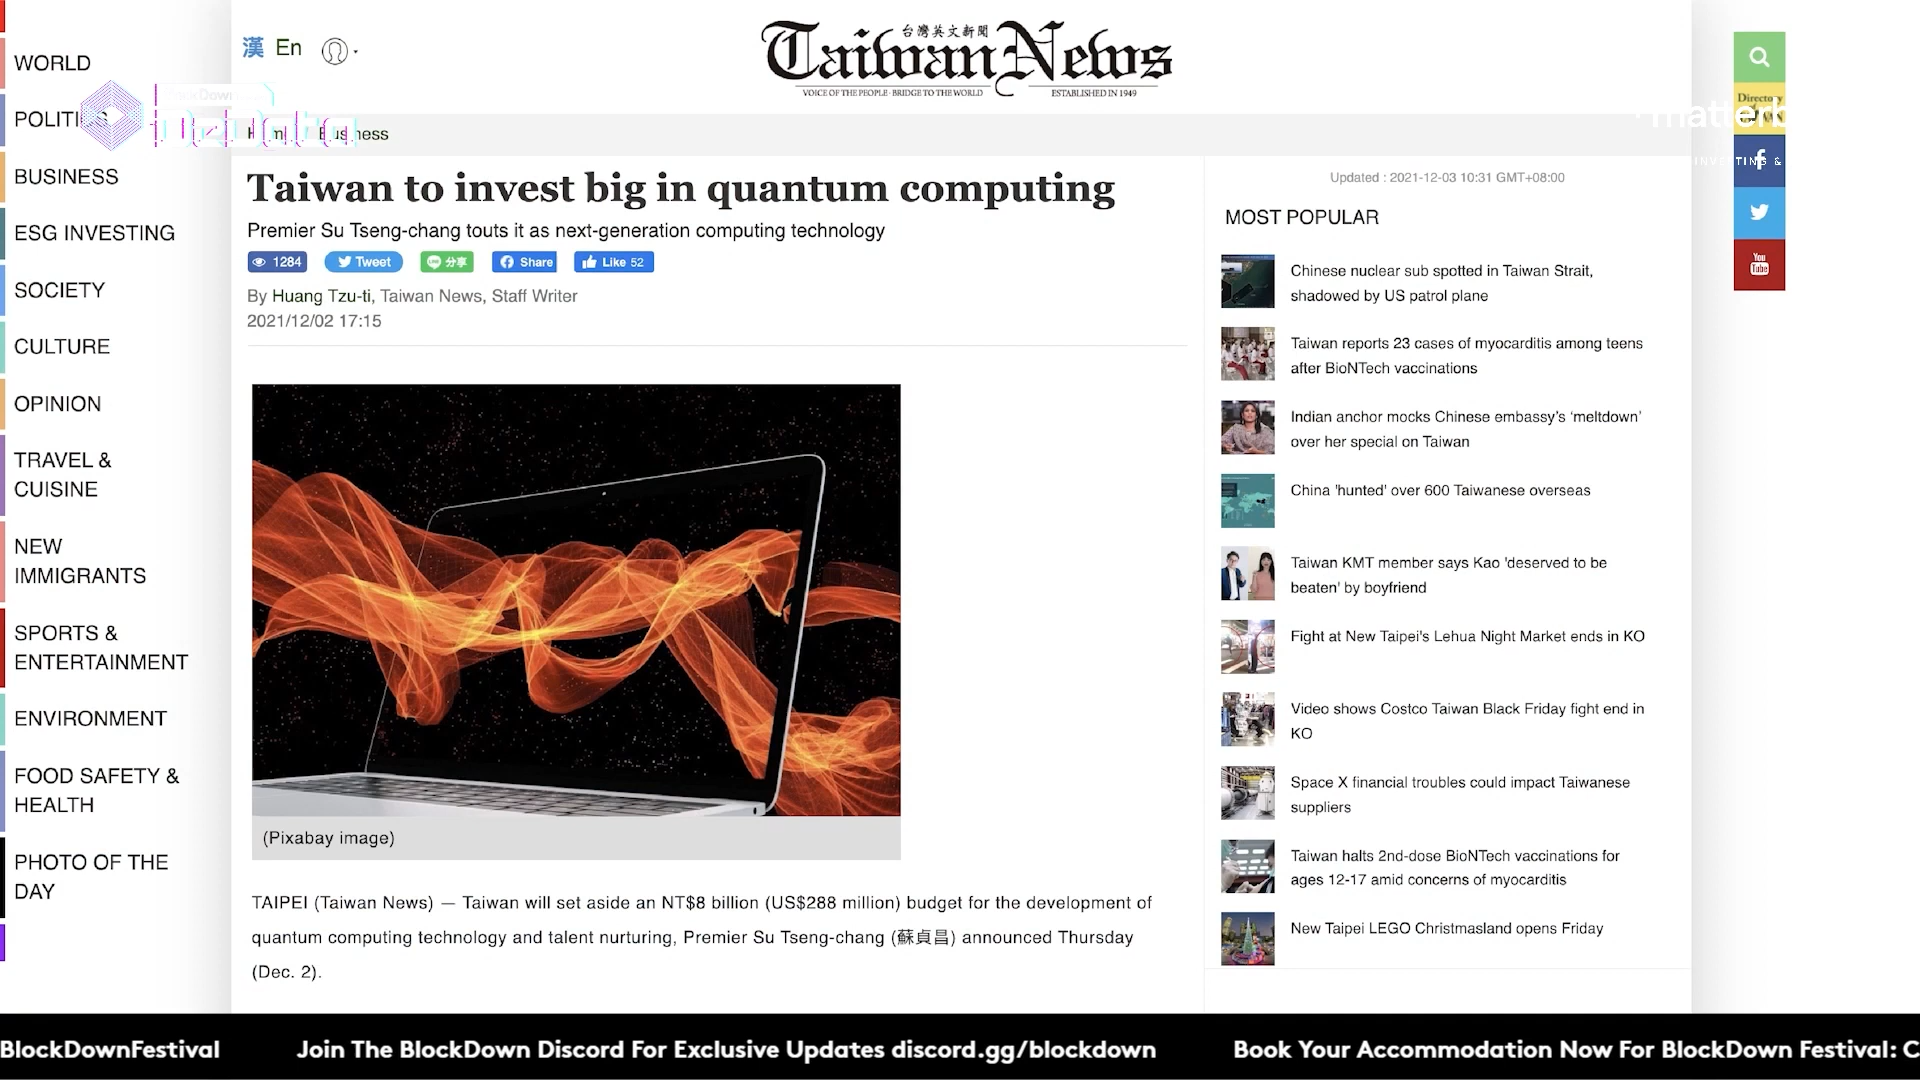 WORLD
POLITICS
BUSINESS
ESG INVESTING
SOCIETY
CULTURE
OPINION
TRAVEL &
CUISINE
NEW
IMMIGRANTS
SPORTS &
ENTERTAINMENT
ENVIRONMENT
FOOD SAFETY &
HEALTH
PHOTO OF THE
DAY
漢 En
台灣英文新聞
Taiwan News
VOICE OF THE PEOPLE · BRIDGE TO THE WORLD ESTABLISHED IN 1949
Business
Taiwan to invest big in quantum computing
Premier Su Tseng-chang touts it as next-generation computing technology
1284 Tweet 分享 Share Like 52
By Huang Tzu-ti, Taiwan News, Staff Writer
2021/12/02 17:15
(Pixabay image)
TAIPEI (Taiwan News) — Taiwan will set aside an NT$8 billion (US$288 million) budget for the development of
quantum computing technology and talent nurturing, Premier Su Tseng-chang (蘇貞昌) announced Thursday
(Dec. 2).
Updated : 2021-12-03 10:31 GMT+08:00
MOST POPULAR
Chinese nuclear sub spotted in Taiwan Strait,
shadowed by US patrol plane
Taiwan reports 23 cases of myocarditis among teens
after BioNTech vaccinations
Indian anchor mocks Chinese embassy’s ‘meltdown’
over her special on Taiwan
China 'hunted' over 600 Taiwanese overseas
Taiwan KMT member says Kao 'deserved to be
beaten' by boyfriend
Fight at New Taipei's Lehua Night Market ends in KO
Video shows Costco Taiwan Black Friday fight end in
KO
Space X financial troubles could impact Taiwanese
suppliers
Taiwan halts 2nd-dose BioNTech vaccinations for
ages 12-17 amid concerns of myocarditis
New Taipei LEGO Christmasland opens Friday
Directory
INVESTING &
You
Tube
BlockDownFestival Join The BlockDown Discord For Exclusive Updates discord.gg/blockdown Book Your Accommodation Now For BlockDown Festival: C